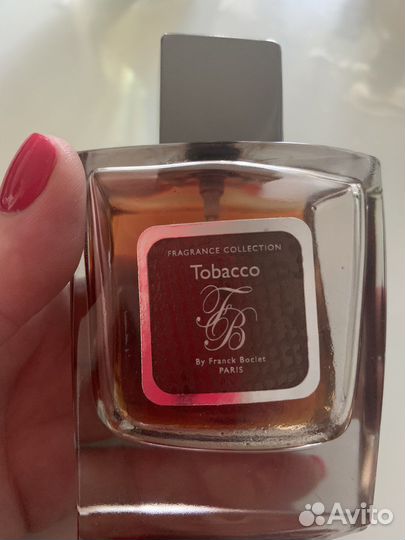 FRAGRANCE COLLECTION
Tobacco
FB
By Franck Boclet
PARIS
Avito